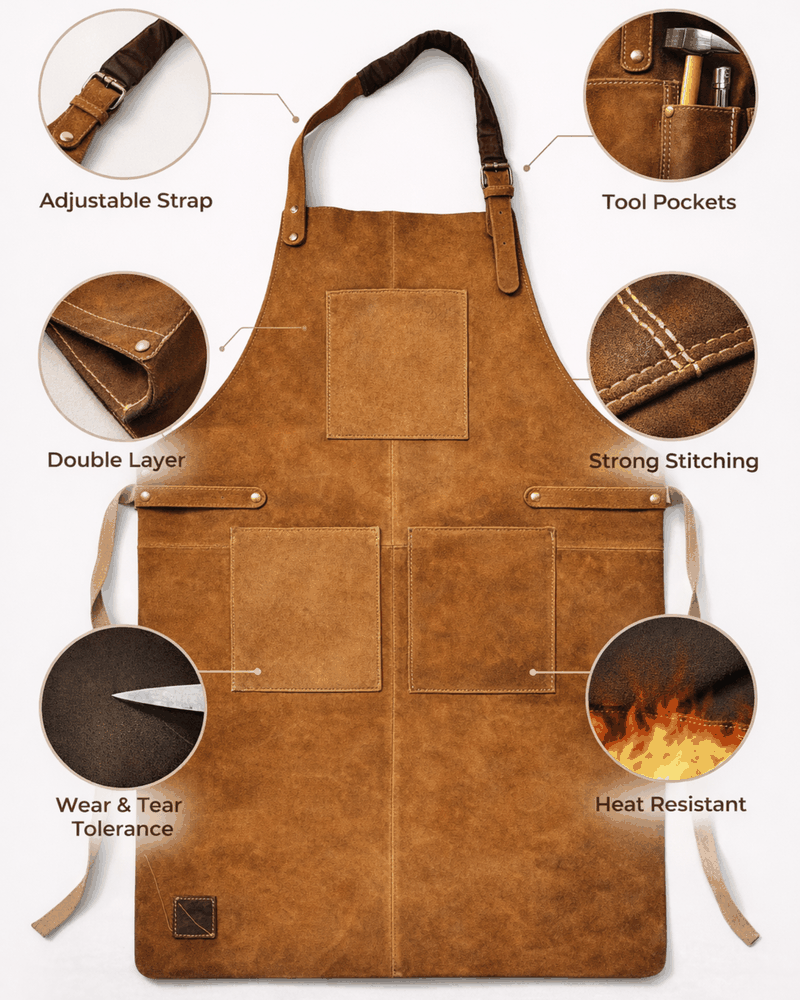 Adjustable Strap
Tool Pockets
Double Layer
Strong Stitching
Wear & Tear
Tolerance
Heat Resistant